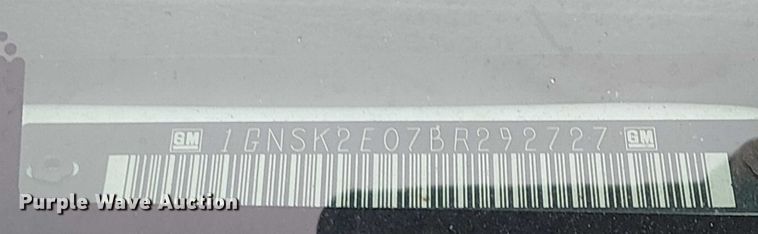 GM 1GNSK2E07BR292727 GM
Purple Wave Auction